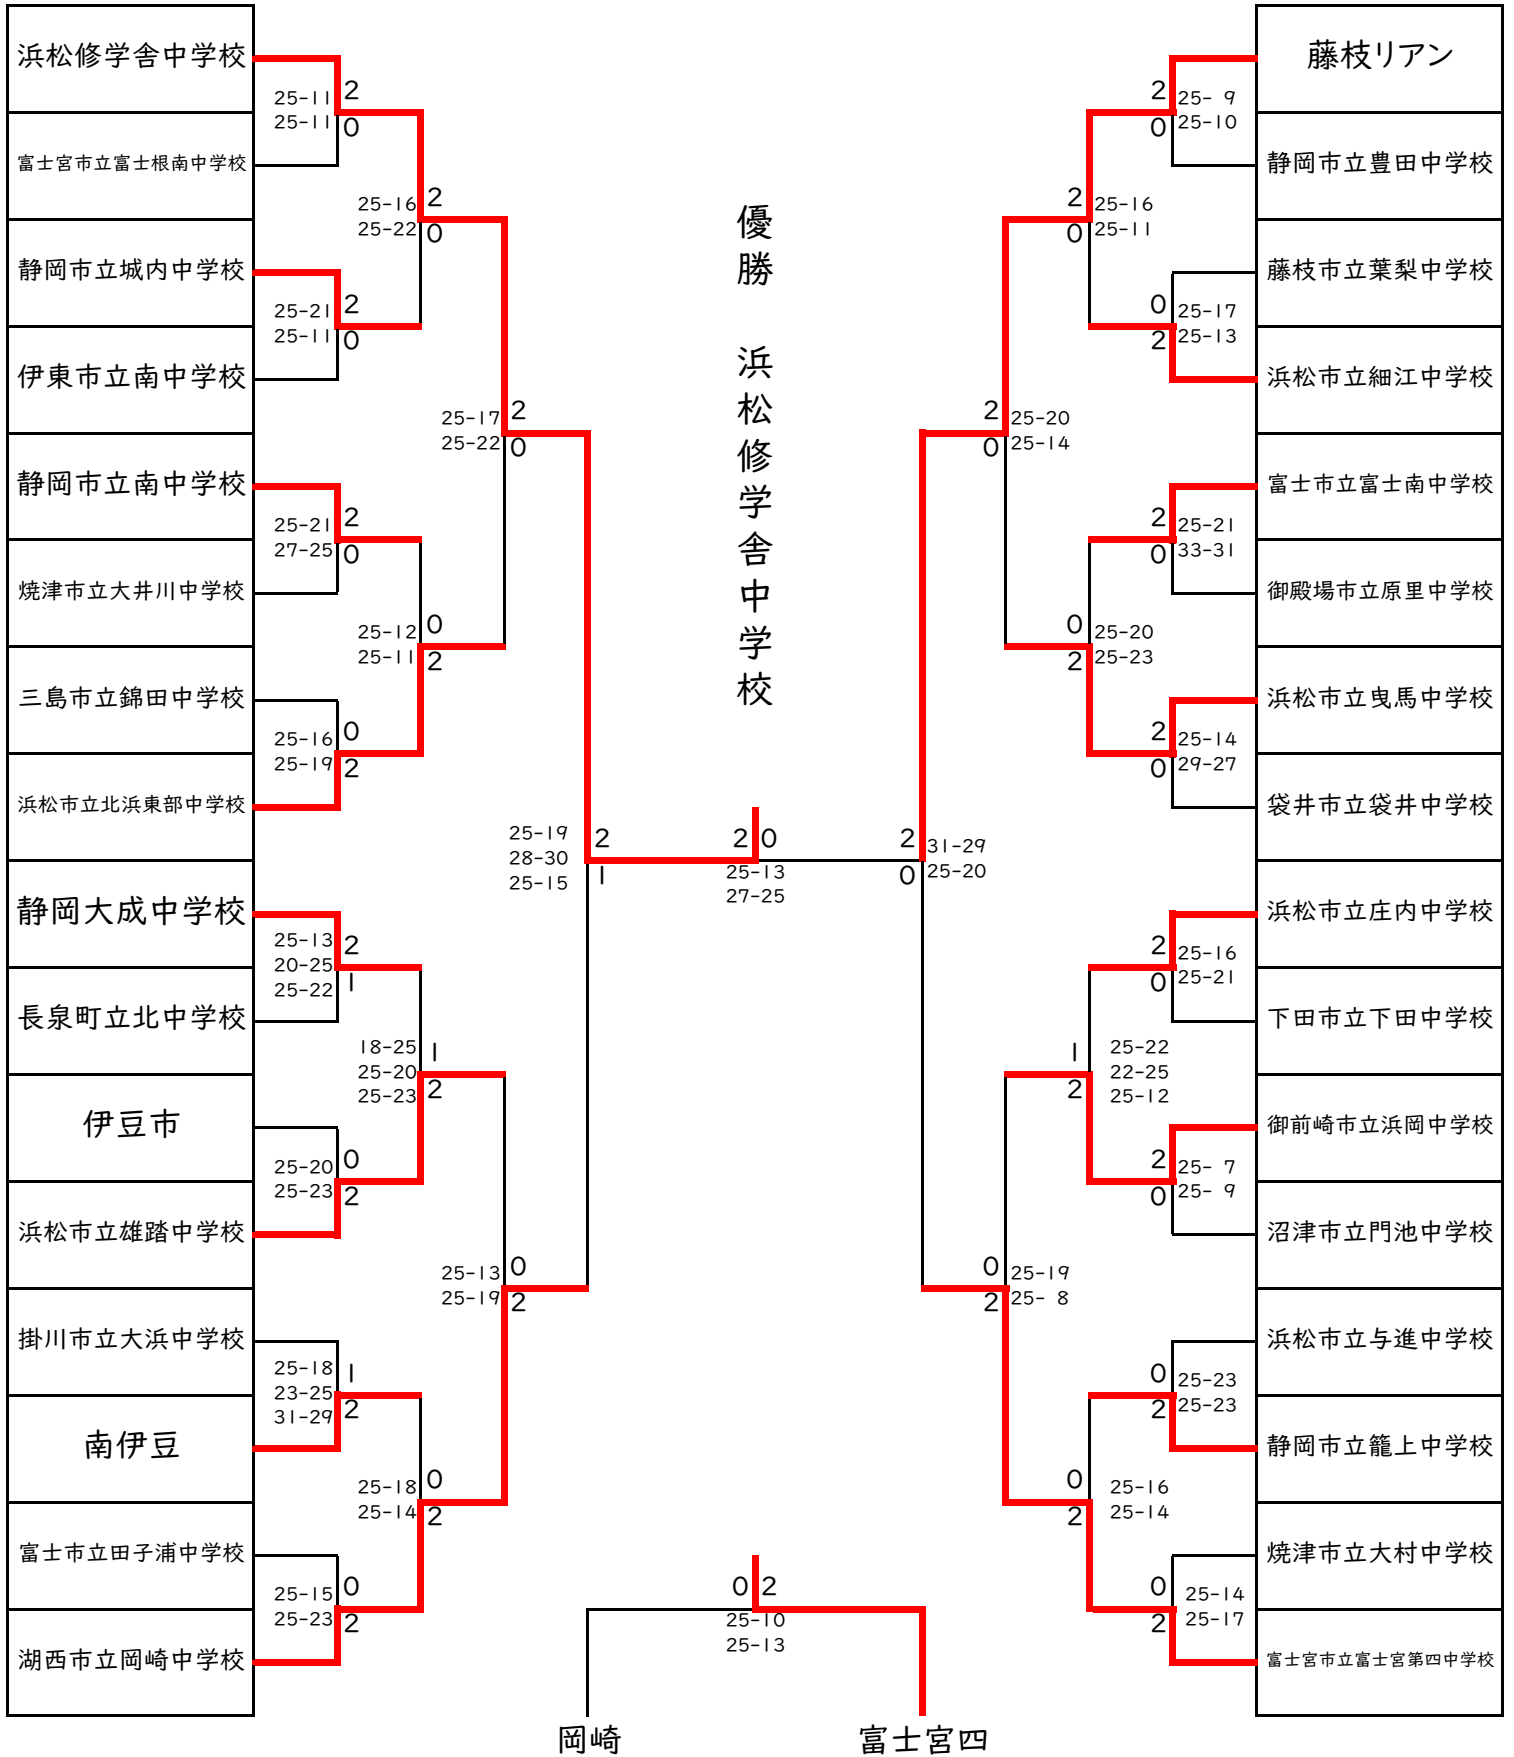 浜松修学舎中学校
富士宮市立富士根南中学校
静岡市立城内中学校
伊東市立南中学校
静岡市立南中学校
焼津市立大井川中学校
三島市立錦田中学校
浜松市立北浜東部中学校
静岡大成中学校
長泉町立北中学校
伊豆市
浜松市立雄踏中学校
掛川市立大浜中学校
南伊豆
富士市立田子浦中学校
湖西市立岡崎中学校
25-11 2
25-11 0
25-21 2
25-11 0
25-21 2
27-25 0
25-16 0
25-19 2
25-13 2
20-25
25-22 1
25-20 0
25-23 2
25-18 1
23-25
31-29 2
25-15 0
25-23 2
25-16 2
25-22 0
25-12 0
25-11 2
18-25 1
25-20
25-23 2
25-18 0
25-14 2
25-17 2
25-22 0
25-13 0
25-19 2
25-19 2
28-30
25-15 1
優勝 浜松修学舎中学校
2 0
25-13
27-25
0 2
25-10
25-13
岡崎
富士宮四
2 31-29
0 25-20
2 25-20
0 25-14
0 25-19
2 25- 8
2 25-16
0 25-11
0 25-20
2 25-23
1 25-22
22-25
2 25-12
0 25-16
2 25-14
2 25- 9
0 25-10
0 25-17
2 25-13
2 25-21
0 33-31
2 25-14
0 29-27
2 25-16
0 25-21
2 25- 7
0 25- 9
0 25-23
2 25-23
0 25-14
2 25-17
藤枝リアン
静岡市立豊田中学校
藤枝市立葉梨中学校
浜松市立細江中学校
富士市立富士南中学校
御殿場市立原里中学校
浜松市立曳馬中学校
袋井市立袋井中学校
浜松市立庄内中学校
下田市立下田中学校
御前崎市立浜岡中学校
沼津市立門池中学校
浜松市立与進中学校
静岡市立籠上中学校
焼津市立大村中学校
富士宮市立富士宮第四中学校